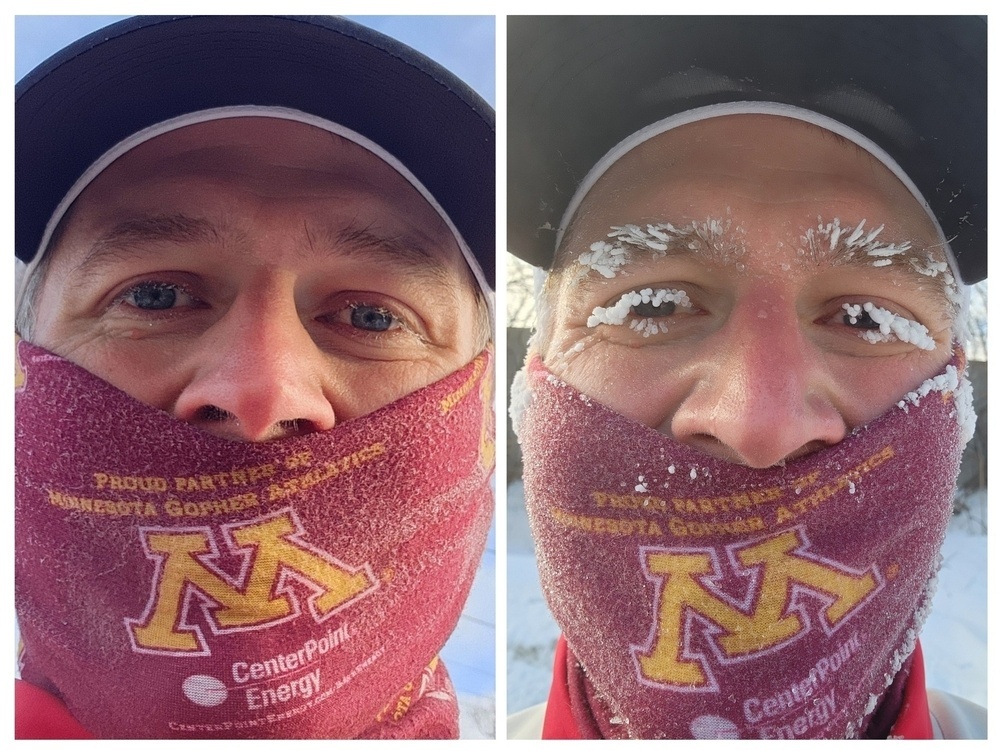 PROUD PARTNER OF
MINNESOTA GOPHER ATHLETICS
M
CenterPoint
Energy
PROUD PARTNER OF
MINNESOTA GOPHER ATHLETICS
M
CenterPoint
Energy